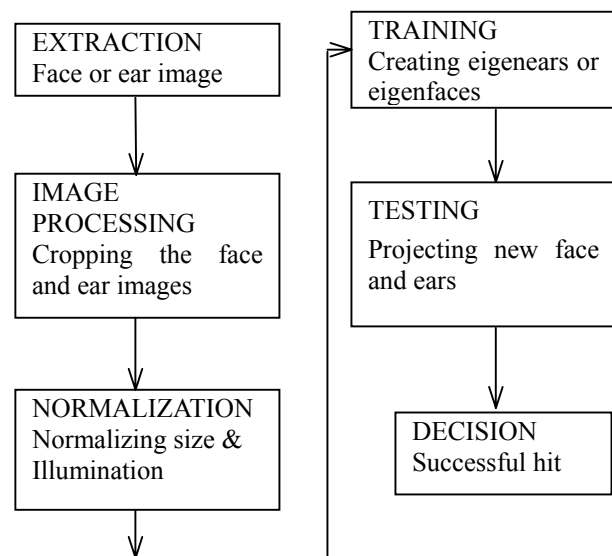 EXTRACTION
Face or ear image
IMAGE
PROCESSING
Cropping the face
and ear images
NORMALIZATION
Normalizing size &
Illumination
TRAINING
Creating eigenears or
eigenfaces
TESTING
Projecting new face
and ears
DECISION
Successful hit